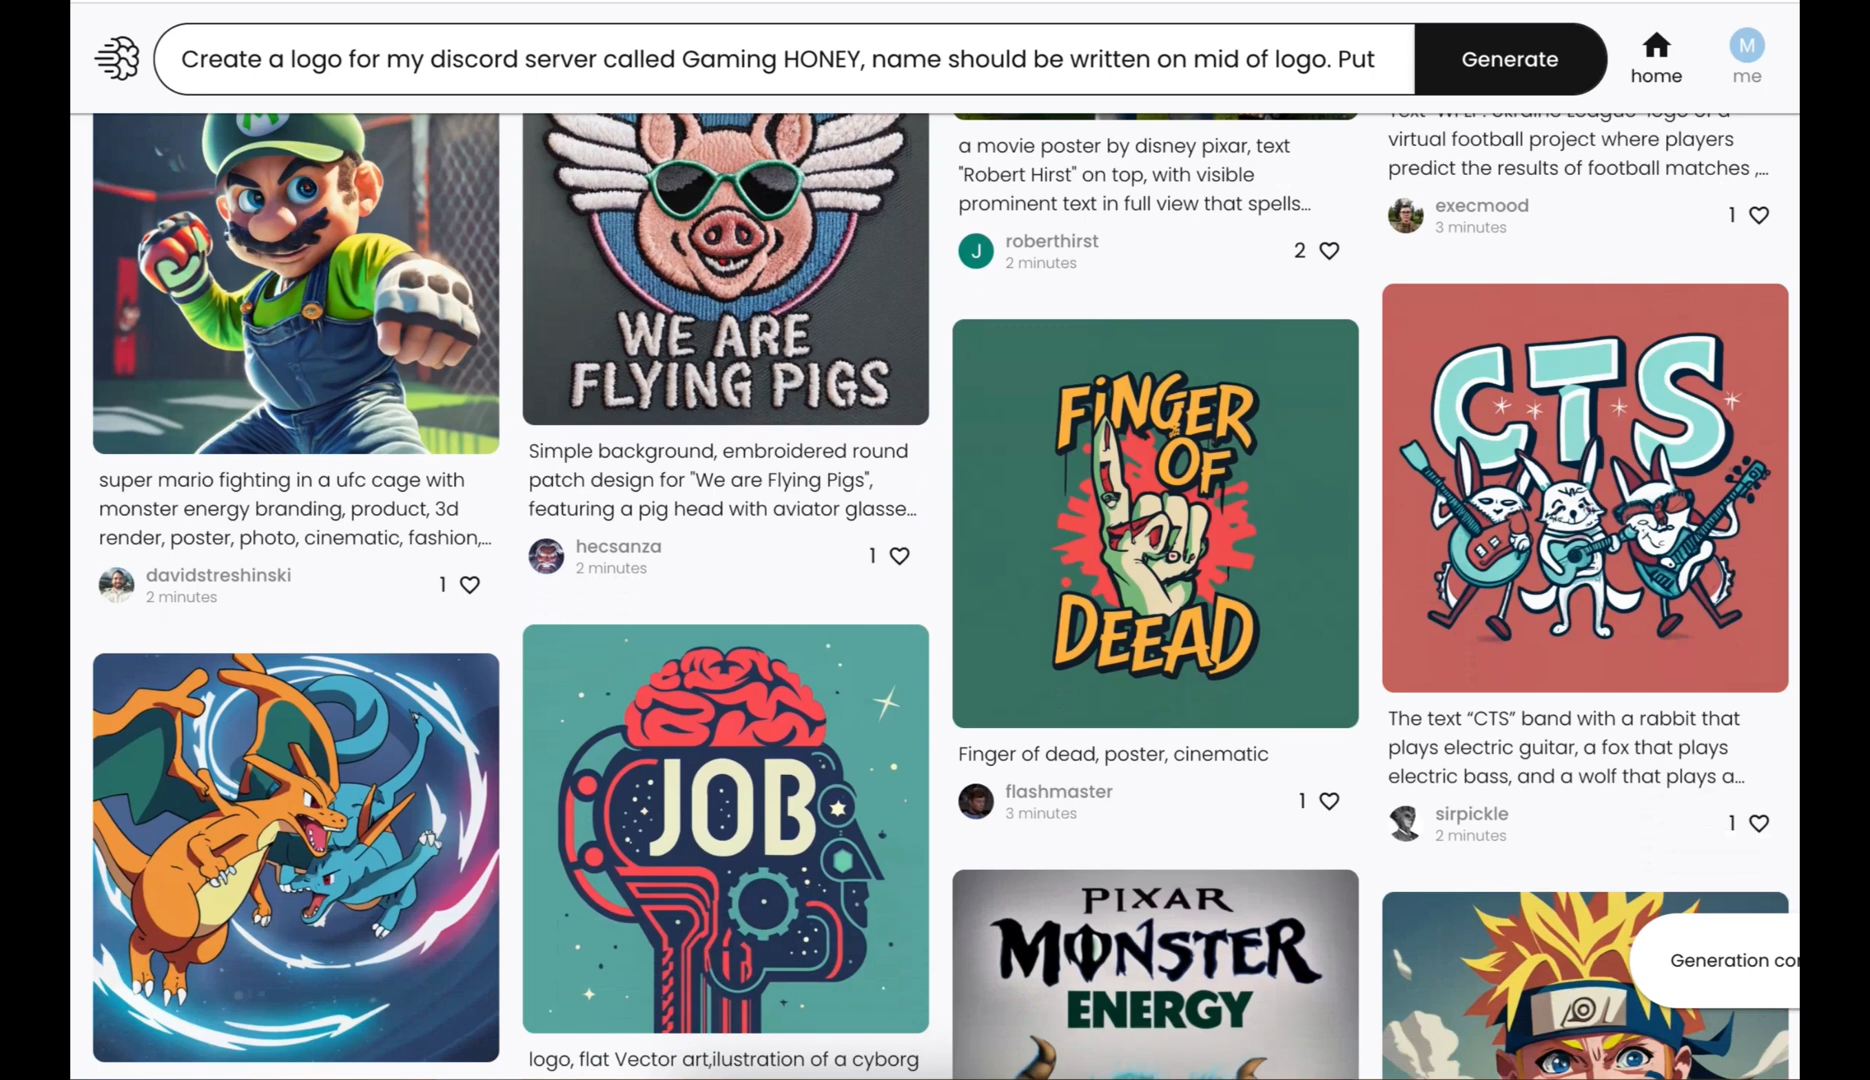 Create a logo for my discord server called Gaming HONEY, name should be written on mid of logo. Put
Generate
home
M
me
M
super mario fighting in a ufc cage with
monster energy branding, product, 3d
render, poster, photo, cinematic, fashion,...
davidstreshinski
2 minutes
1
WE ARE
FLYING PIGS
Simple background, embroidered round
patch design for "We are Flying Pigs",
featuring a pig head with aviator glasse...
hecsanza
2 minutes
1
JOB
logo, flat Vector art,ilustration of a cyborg
a movie poster by disney pixar, text
"Robert Hirst" on top, with visible
prominent text in full view that spells...
J
roberthirst
2 minutes
2
FiNGER
OF
DEEAD
Finger of dead, poster, cinematic
flashmaster
3 minutes
1
PIXAR
MONSTER
ENERGY
virtual football project where players
predict the results of football matches ,...
execmood
3 minutes
1
CTS
The text “CTS” band with a rabbit that
plays electric guitar, a fox that plays
electric bass, and a wolf that plays a...
sirpickle
2 minutes
1
Generation